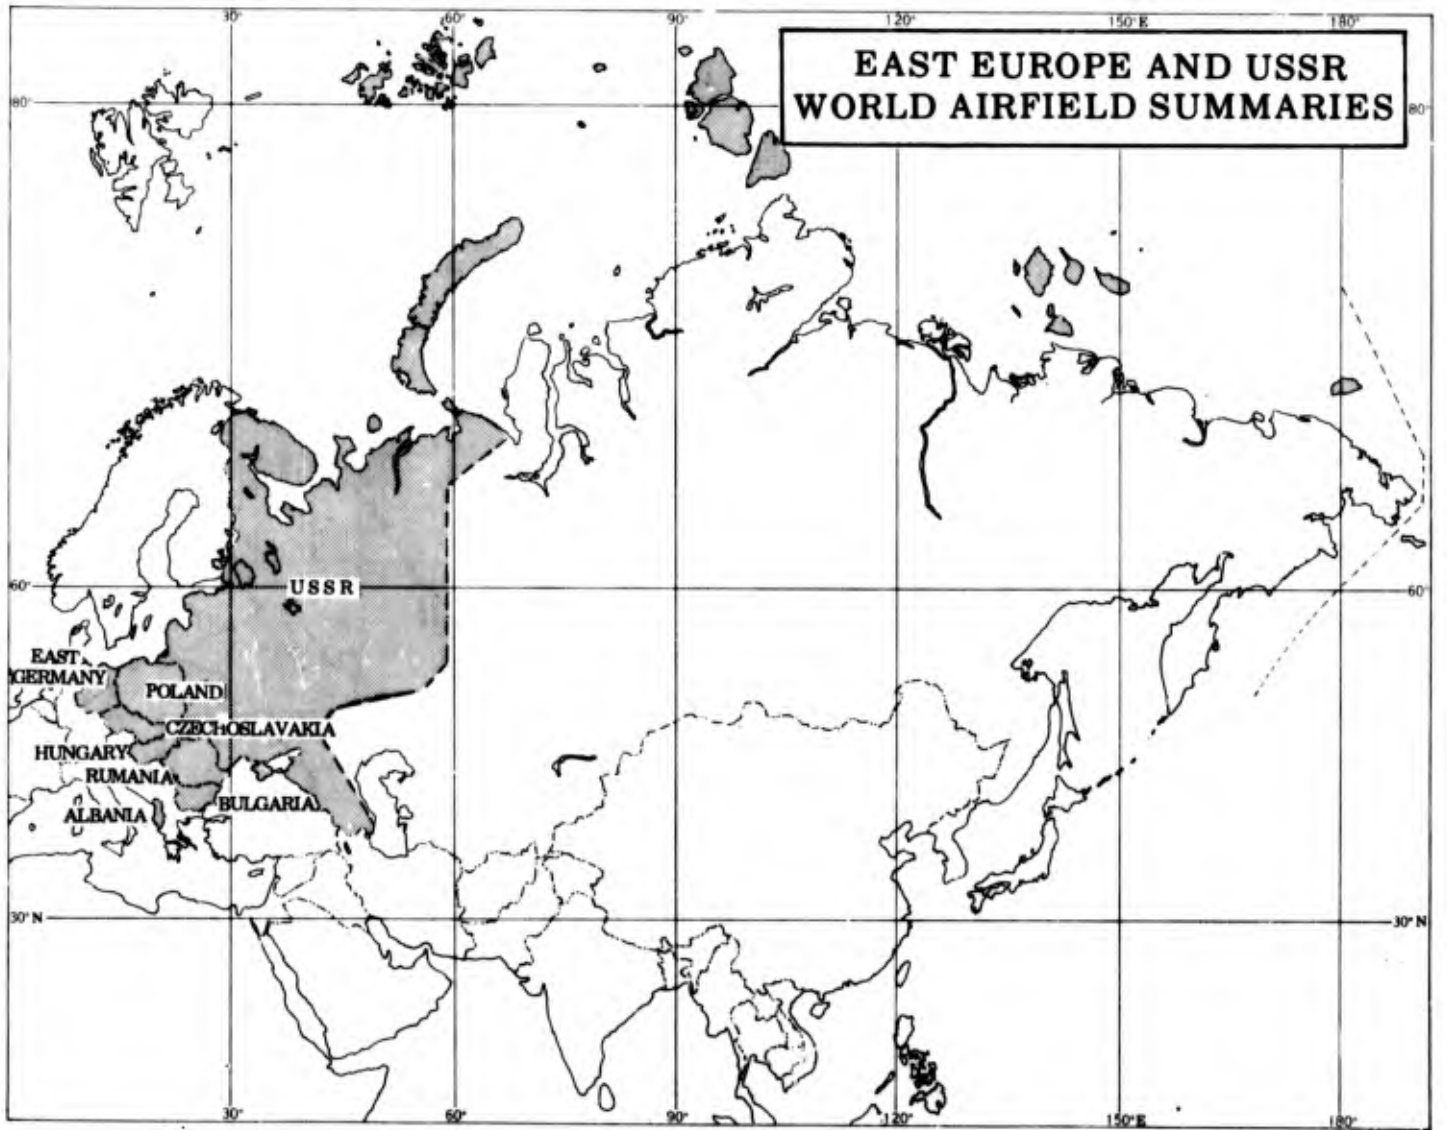 30° 60° 90° 120° 150°E 180°
EAST EUROPE AND USSR
WORLD AIRFIELD SUMMARIES
80° 80°
USSR
60° 60°
EAST
GERMANY
POLAND
CZECHOSLAVAKIA
HUNGARY
RUMANIA
BULGARIA
ALBANIA
30°N 30°N
30° 60° 90° 120° 150°E 180°